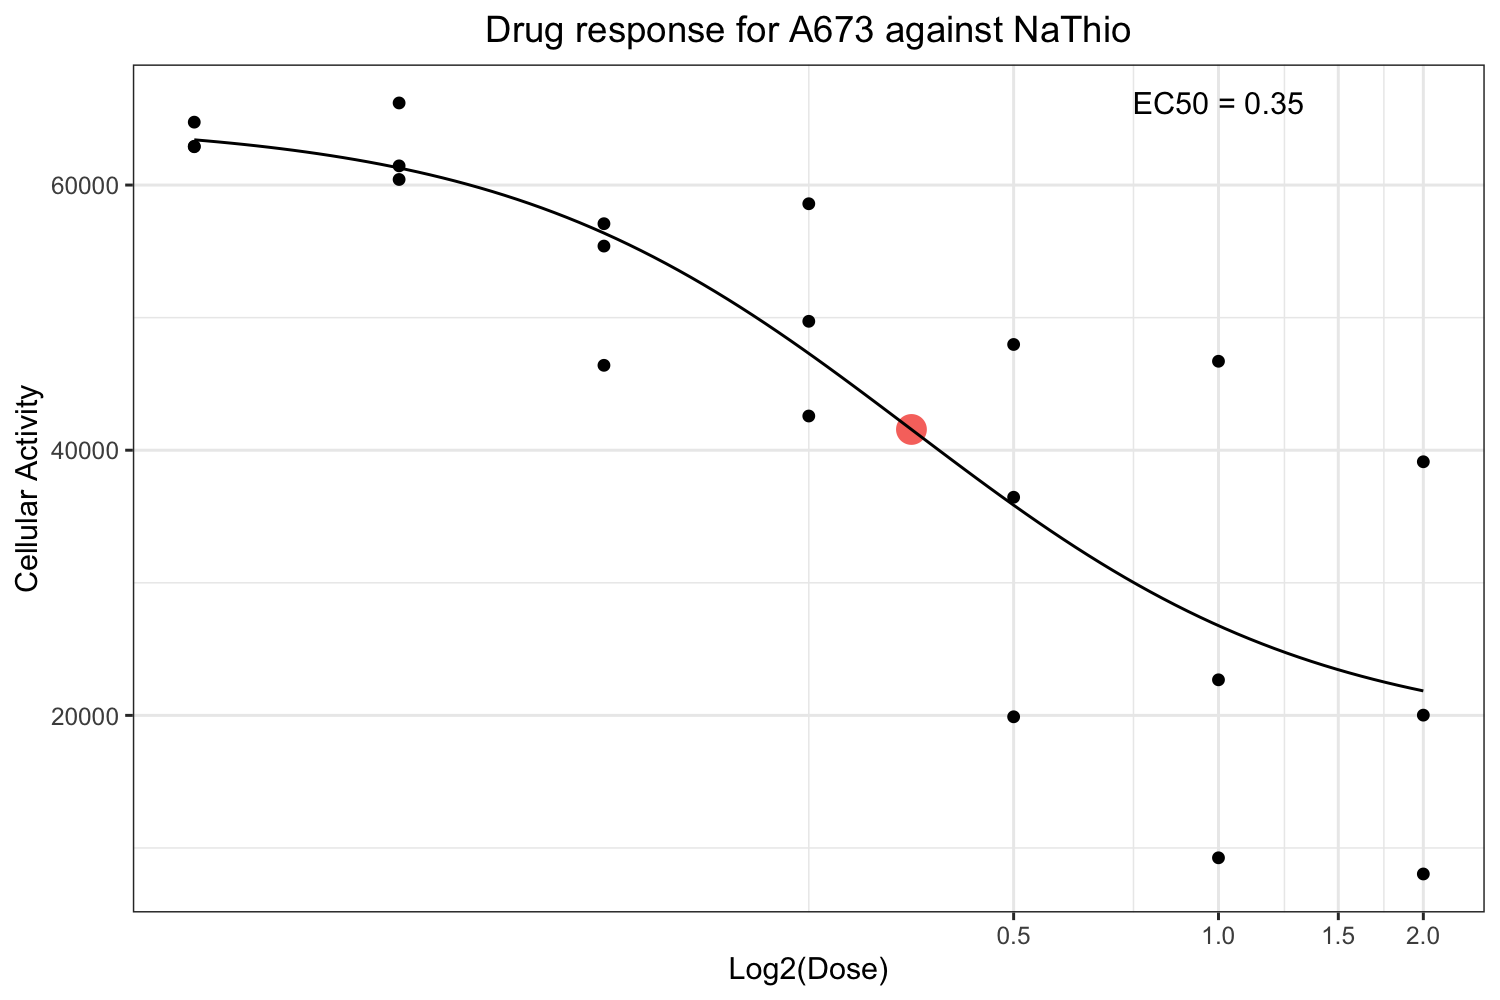 Drug response for A673 against NaThio
EC50 = 0.35
Cellular Activity
60000
40000
20000
0.5 1.0 1.5 2.0
Log2(Dose)